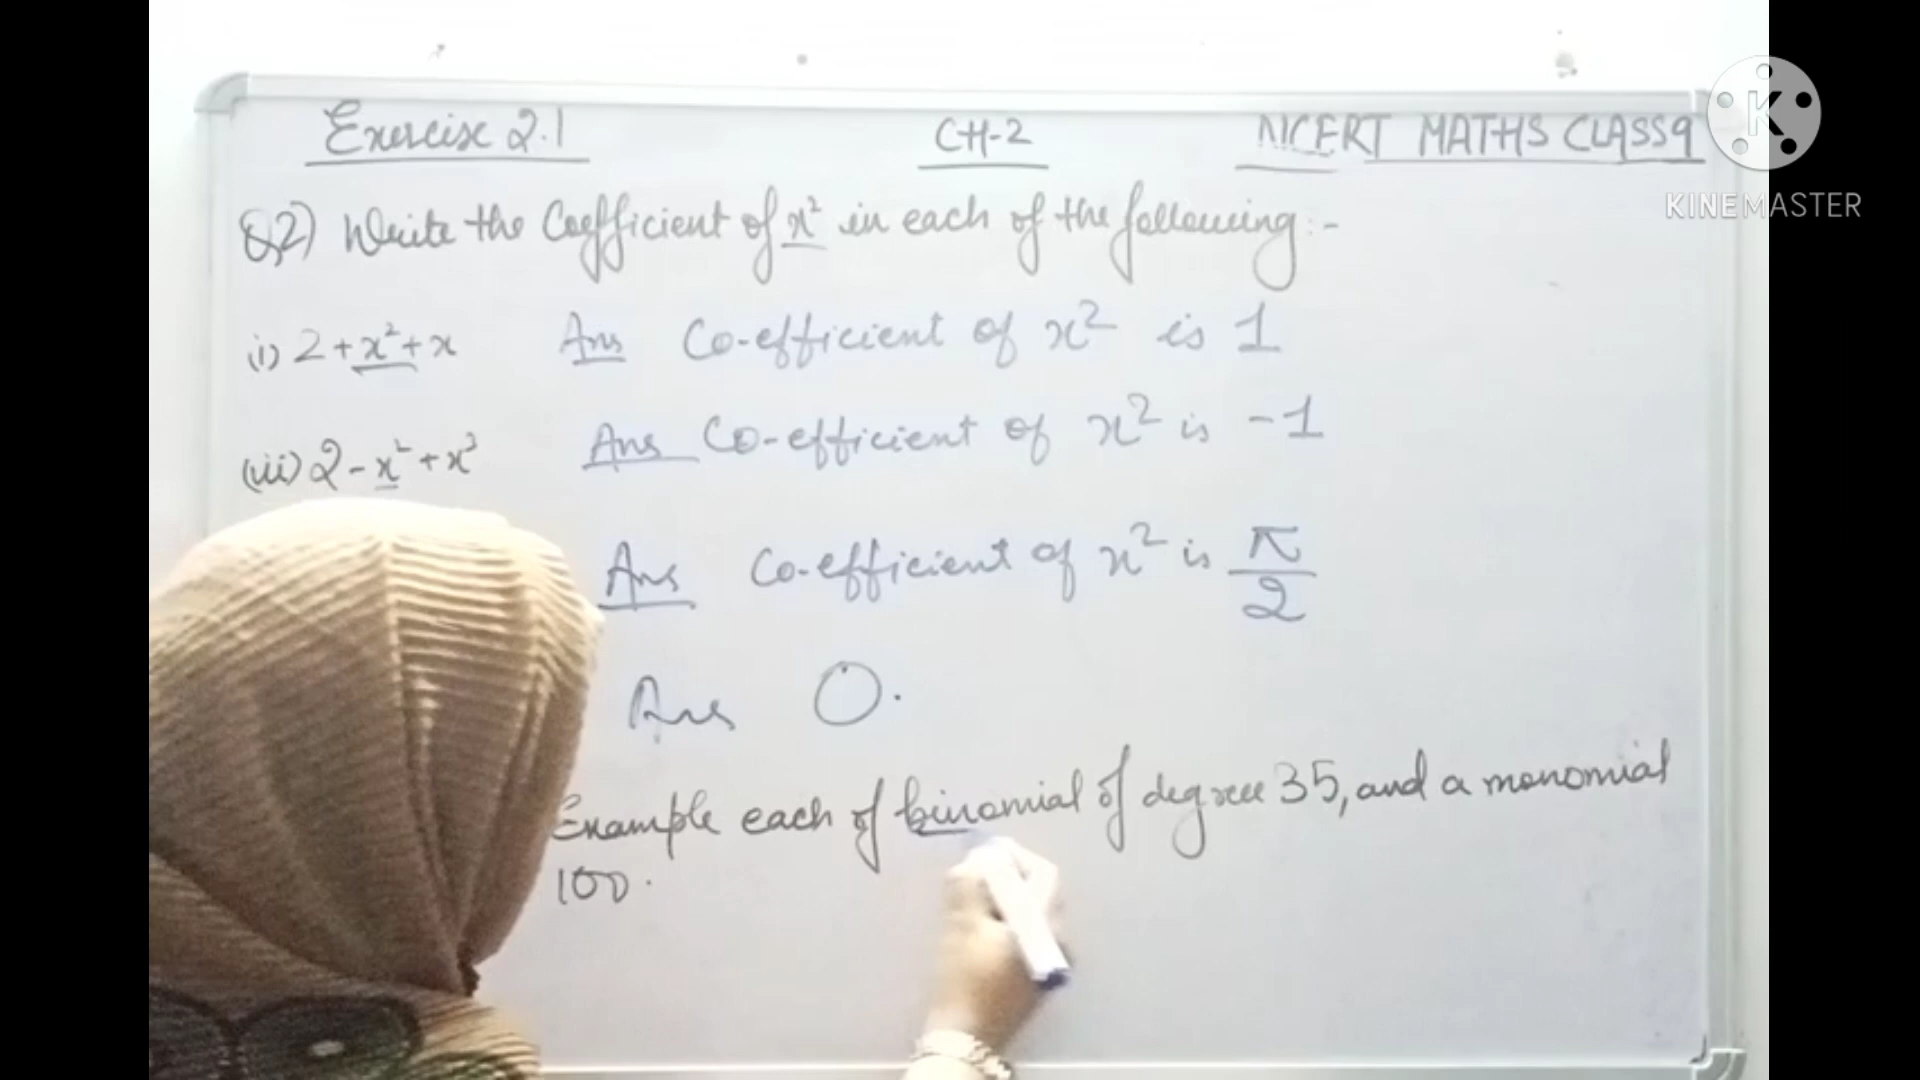 Exercise 2.1 CH-2 NCERT MATHS CLASS 9
K
KINEMASTER
Q2) Write the Coefficient of x² in each of the following:-
(i) 2+x²+x Ans Co-efficient of x² is 1
(iii) 2-x²+x³ Ans Co-efficient of x² is -1
Ans Co-efficient of x² is π/2
Ans 0.
Example each of binomial of degree 35, and a monomial
100.